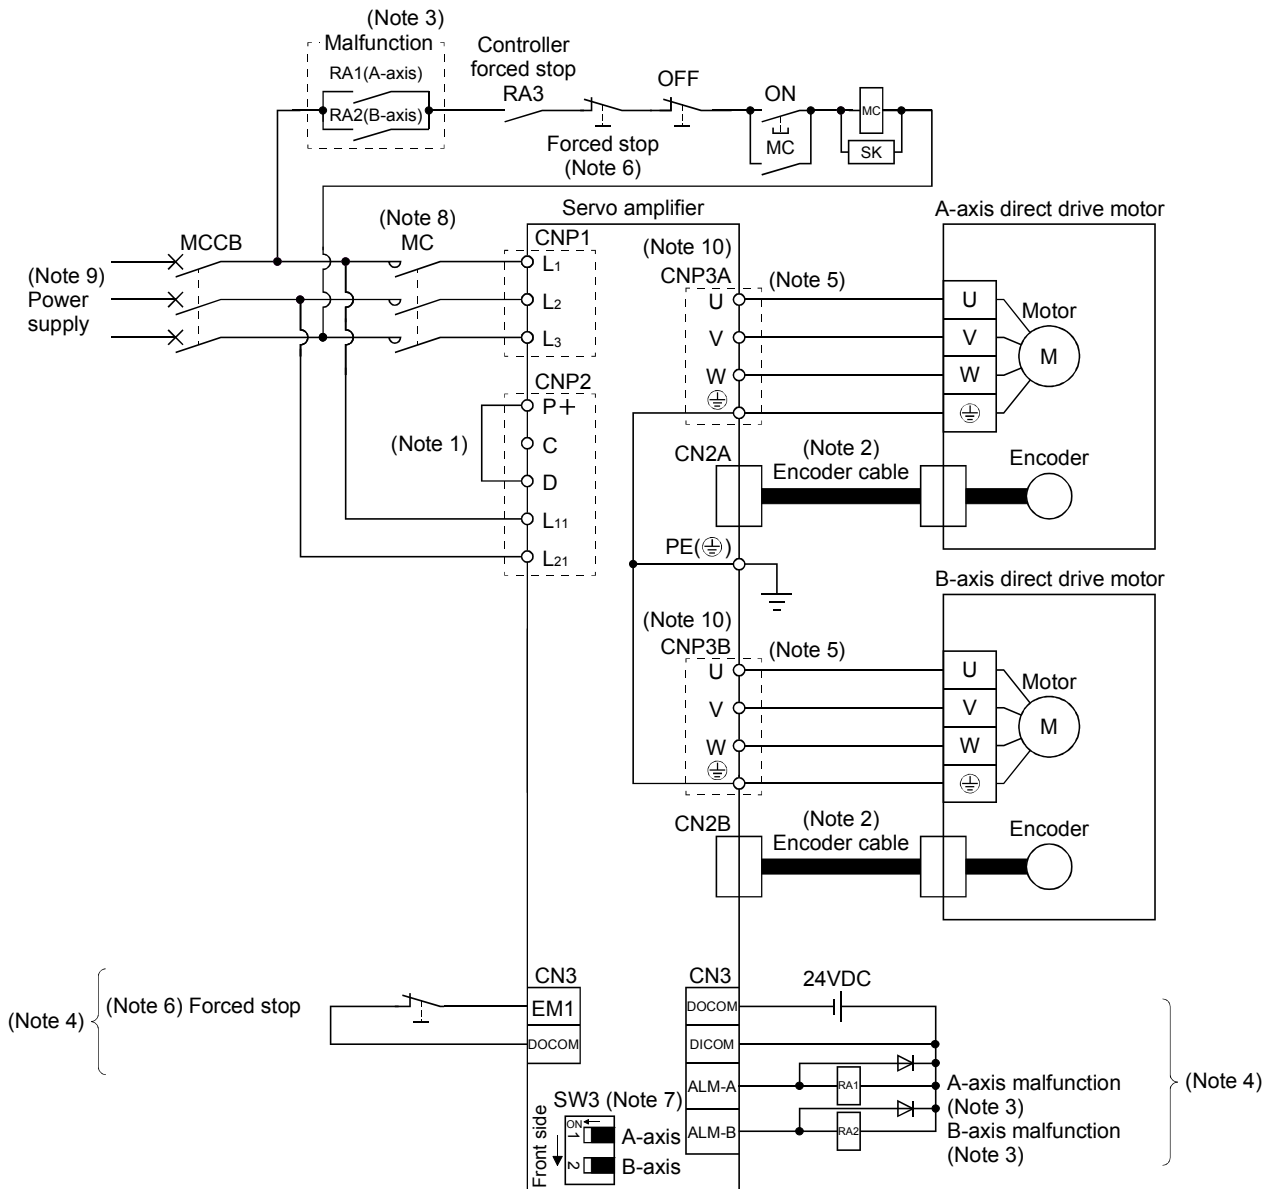 (Note 3)
Malfunction
RA1(A-axis)
RA2(B-axis)
Controller
forced stop
RA3
OFF
ON
MC
MC
SK
Forced stop
(Note 6)
Servo amplifier
A-axis direct drive motor
(Note 9)
Power
supply
MCCB
(Note 8)
MC
CNP1
L1
L2
L3
CNP2
P+
C
D
L11
L21
(Note 1)
(Note 10)
CNP3A
U
V
W
(Note 5)
U
V
W
Motor
M
CN2A
(Note 2)
Encoder cable
Encoder
PE( )
B-axis direct drive motor
(Note 10)
CNP3B
U
V
W
(Note 5)
U
V
W
Motor
M
CN2B
(Note 2)
Encoder cable
Encoder
(Note 4)
(Note 6) Forced stop
CN3
EM1
DOCOM
CN3
DOCOM
DICOM
ALM-A
ALM-B
24VDC
RA1
RA2
A-axis malfunction
(Note 3)
B-axis malfunction
(Note 3)
(Note 4)
SW3 (Note 7)
ON
1
2
A-axis
B-axis
Front side